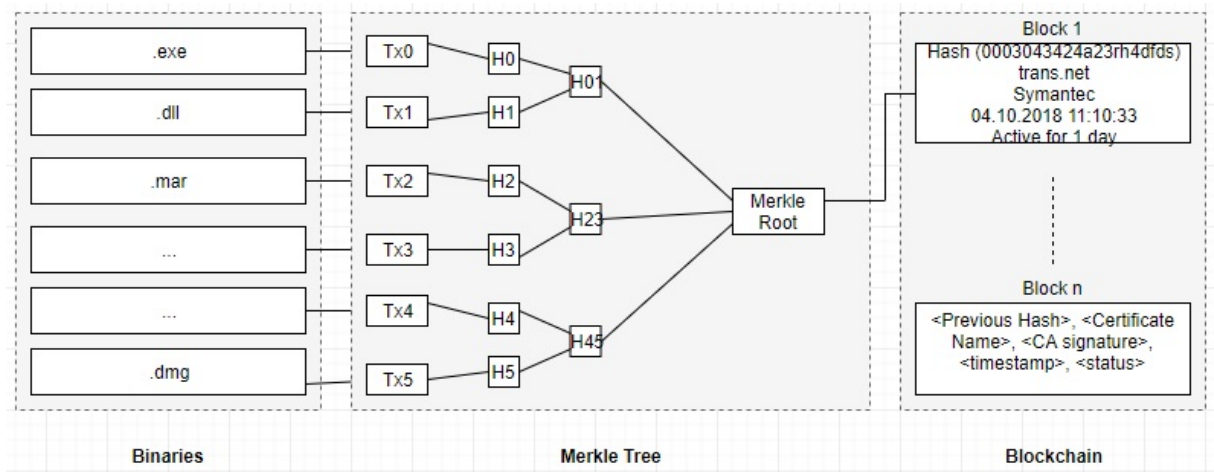 .exe
.dll
.mar
...
...
.dmg
Binaries
Tx0
Tx1
Tx2
Tx3
Tx4
Tx5
H0
H1
H2
H3
H4
H5
H01
H23
H45
Merkle
Root
Merkle Tree
Block 1
Hash (0003043424a23rh4dfds)
trans.net
Symantec
04.10.2018 11:10:33
Active for 1 day
Block n
<Previous Hash>, <Certificate
Name>, <CA signature>,
<timestamp>, <status>
Blockchain